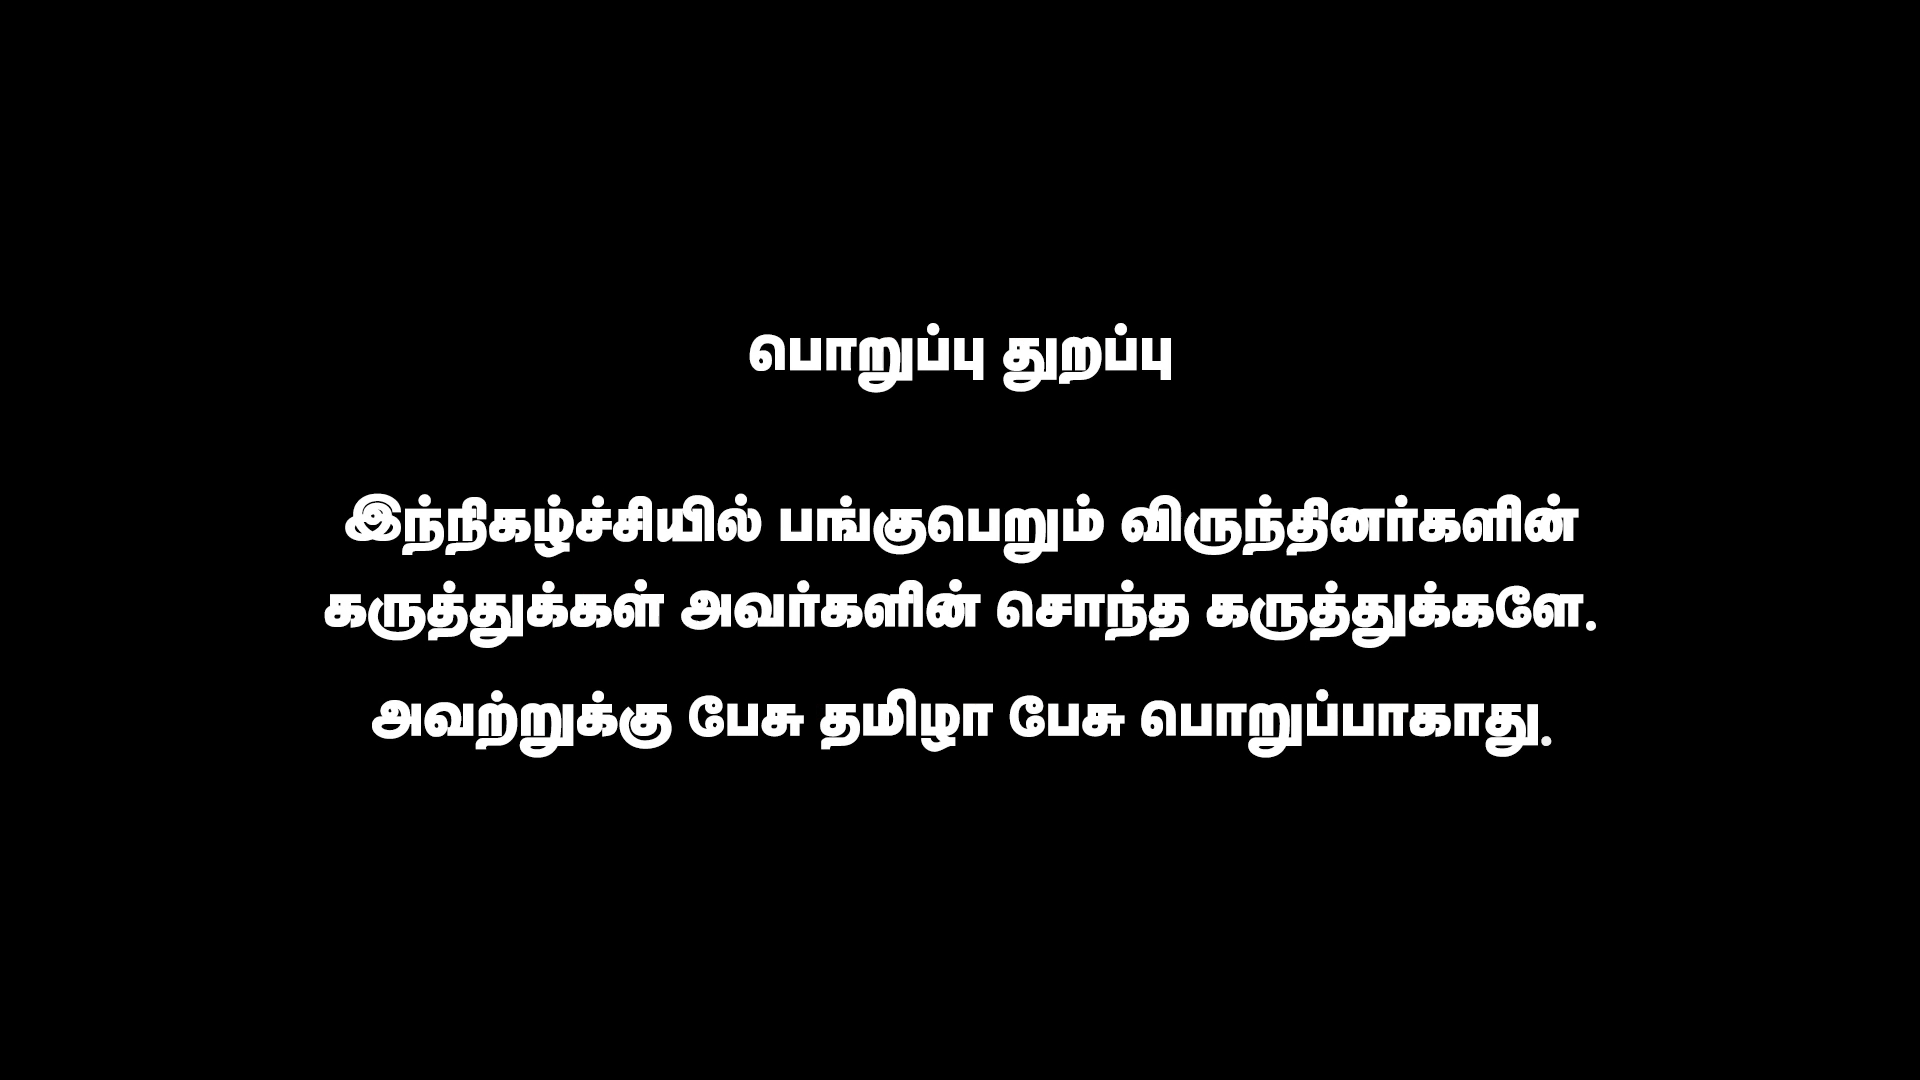 பொறுப்பு துறப்பு
இந்நிகழ்ச்சியில் பங்குபெறும் விருந்தினர்களின்
கருத்துக்கள் அவர்களின் சொந்த கருத்துக்களே.
அவற்றுக்கு பேசு தமிழா பேசு பொறுப்பாகாது.